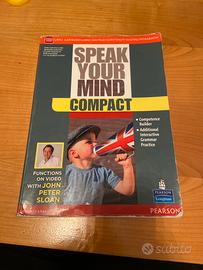 SPEAK
YOUR
MIND
COMPACT
• Competence
Builder
• Additional
Interactive
Grammar
Practice
FUNCTIONS
ON VIDEO
WITH JOHN
PETER
SLOAN
PEARSON
Longman
PEARSON
subito